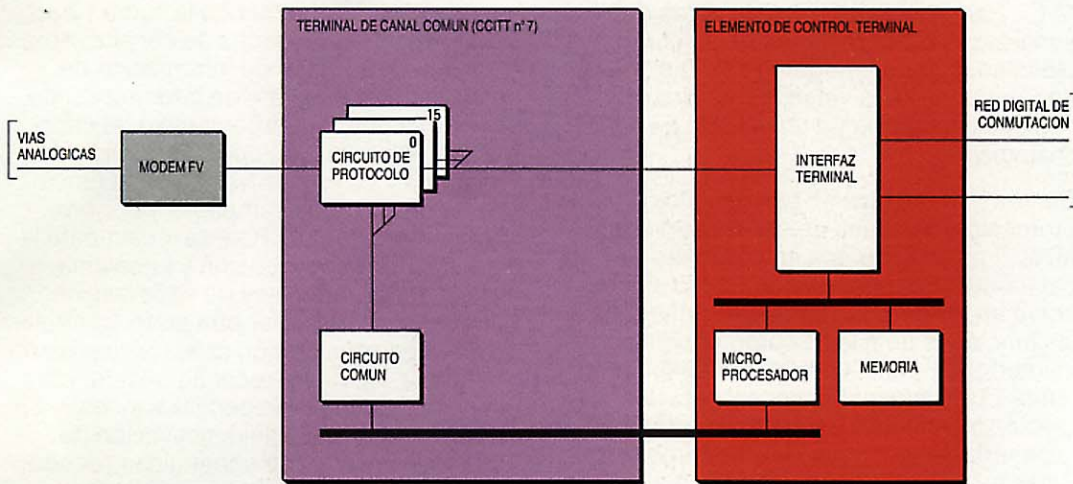 TERMINAL DE CANAL COMUN (CCITT nº 7)
ELEMENTO DE CONTROL TERMINAL
VIAS
ANALOGICAS
MODEM FV
15
0
CIRCUITO DE
PROTOCOLO
INTERFAZ
TERMINAL
RED DIGITAL DE
CONMUTACION
CIRCUITO
COMUN
MICRO-
PROCESADOR
MEMORIA